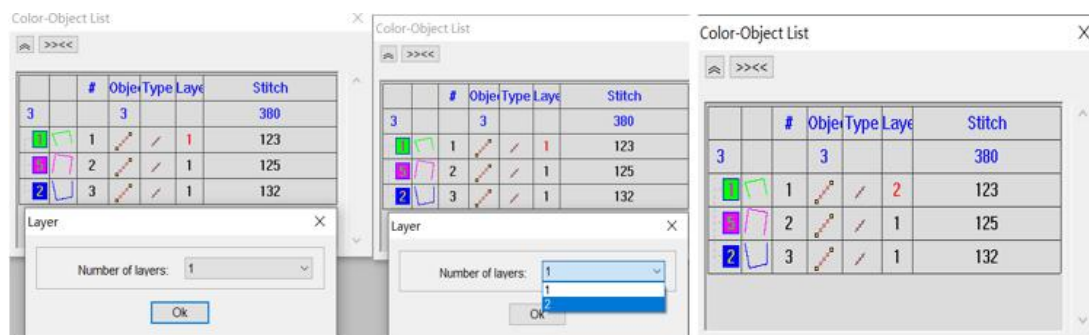 Color-Object List
>><<
# Obje Type Laye Stitch
3 3 380
1 1 1 123
5 2 1 125
2 3 1 132
Layer
Number of layers: 1
Ok
Color-Object List
>><<
# Obje Type Laye Stitch
3 3 380
1 1 1 123
5 2 1 125
2 3 1 132
Layer
Number of layers: 1
1
2
Ok
Color-Object List
>><<
# Obje Type Laye Stitch
3 3 380
1 1 2 123
5 2 1 125
2 3 1 132